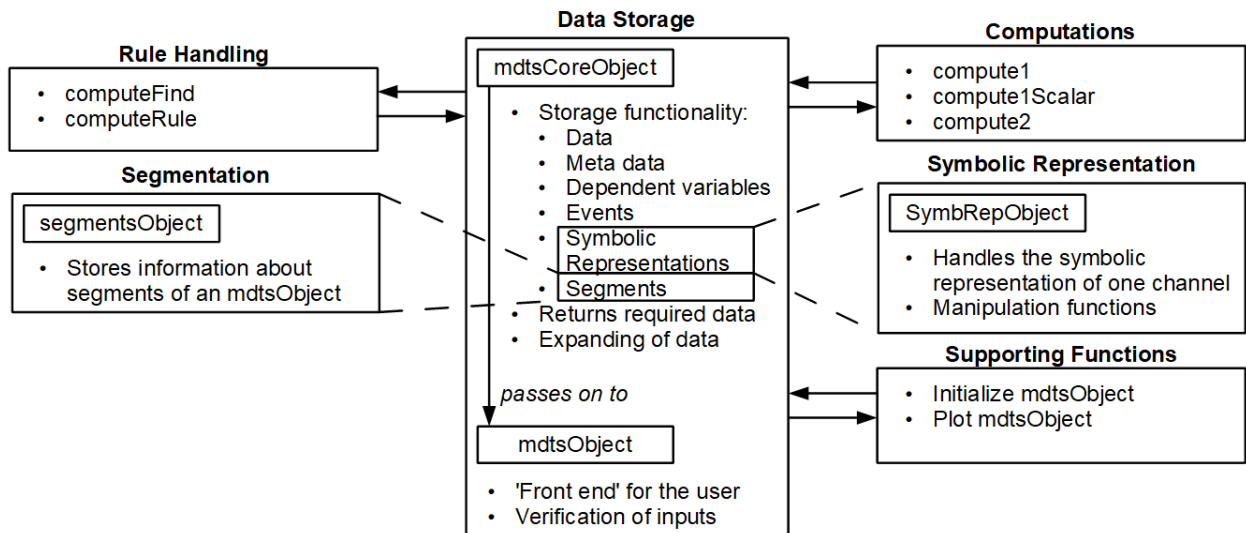 Data Storage
mdtsCoreObject
• Storage functionality:
• Data
• Meta data
• Dependent variables
• Events
• Symbolic
Representations
• Segments
• Returns required data
• Expanding of data
passes on to
mdtsObject
• 'Front end' for the user
• Verification of inputs
Rule Handling
• computeFind
• computeRule
Segmentation
segmentsObject
• Stores information about
segments of an mdtsObject
Computations
• compute1
• compute1Scalar
• compute2
Symbolic Representation
SymbRepObject
• Handles the symbolic
representation of one channel
• Manipulation functions
Supporting Functions
• Initialize mdtsObject
• Plot mdtsObject